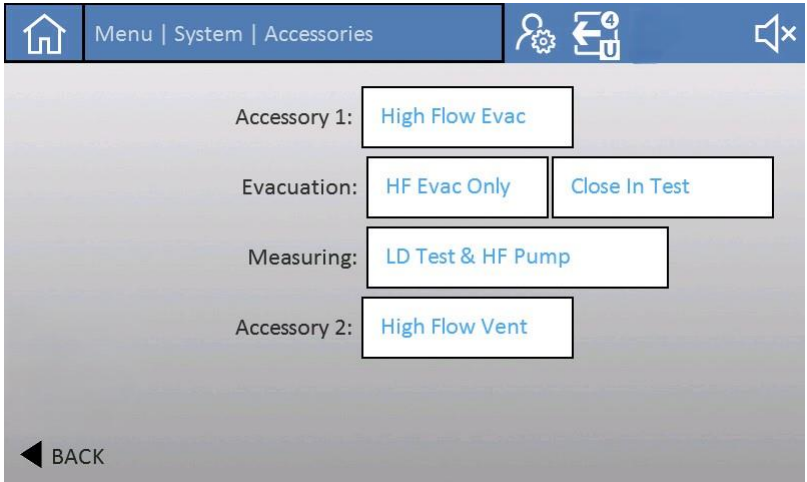 Menu | System | Accessories
4
U
Accessory 1: High Flow Evac
Evacuation: HF Evac Only Close In Test
Measuring: LD Test & HF Pump
Accessory 2: High Flow Vent
BACK